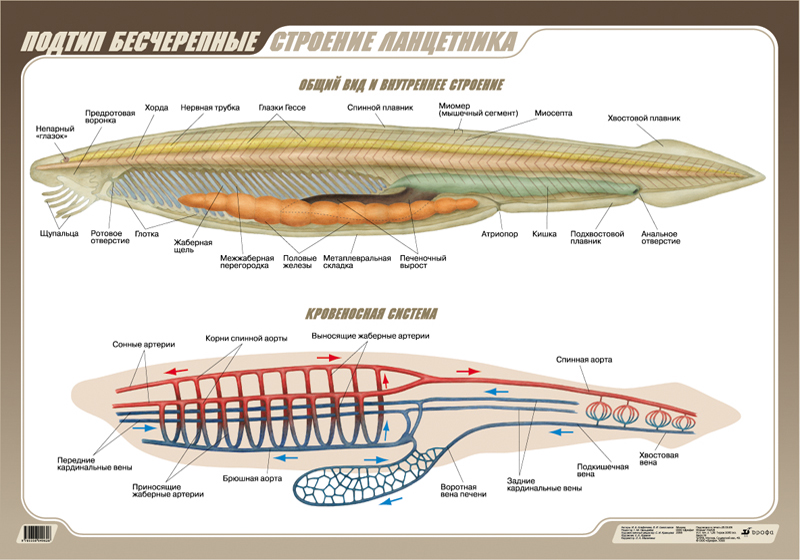 ПОДТИП БЕСЧЕРЕПНЫЕ СТРОЕНИЕ ЛАНЦЕТНИКА
ОБЩИЙ ВИД И ВНУТРЕННЕЕ СТРОЕНИЕ
Непарный
«глазок»
Предротовая
воронка
Хорда
Нервная трубка
Глазки Гессе
Спинной плавник
Миомер
(мышечный сегмент)
Миосепта
Хвостовой плавник
Щупальца
Ротовое
отверстие
Глотка
Жаберная
щель
Межжаберная
перегородка
Половые
железы
Метаплевральная
складка
Печеночный
вырост
Атриопор
Кишка
Подхвостовой
плавник
Анальное
отверстие
КРОВЕНОСНАЯ СИСТЕМА
Сонные артерии
Корни спинной аорты
Выносящие жаберные артерии
Спинная аорта
Передние
кардинальные вены
Приносящие
жаберные артерии
Брюшная аорта
Воротная
вена печени
Задние
кардинальные вены
Подкишечная
вена
Хвостовая
вена
дрофа